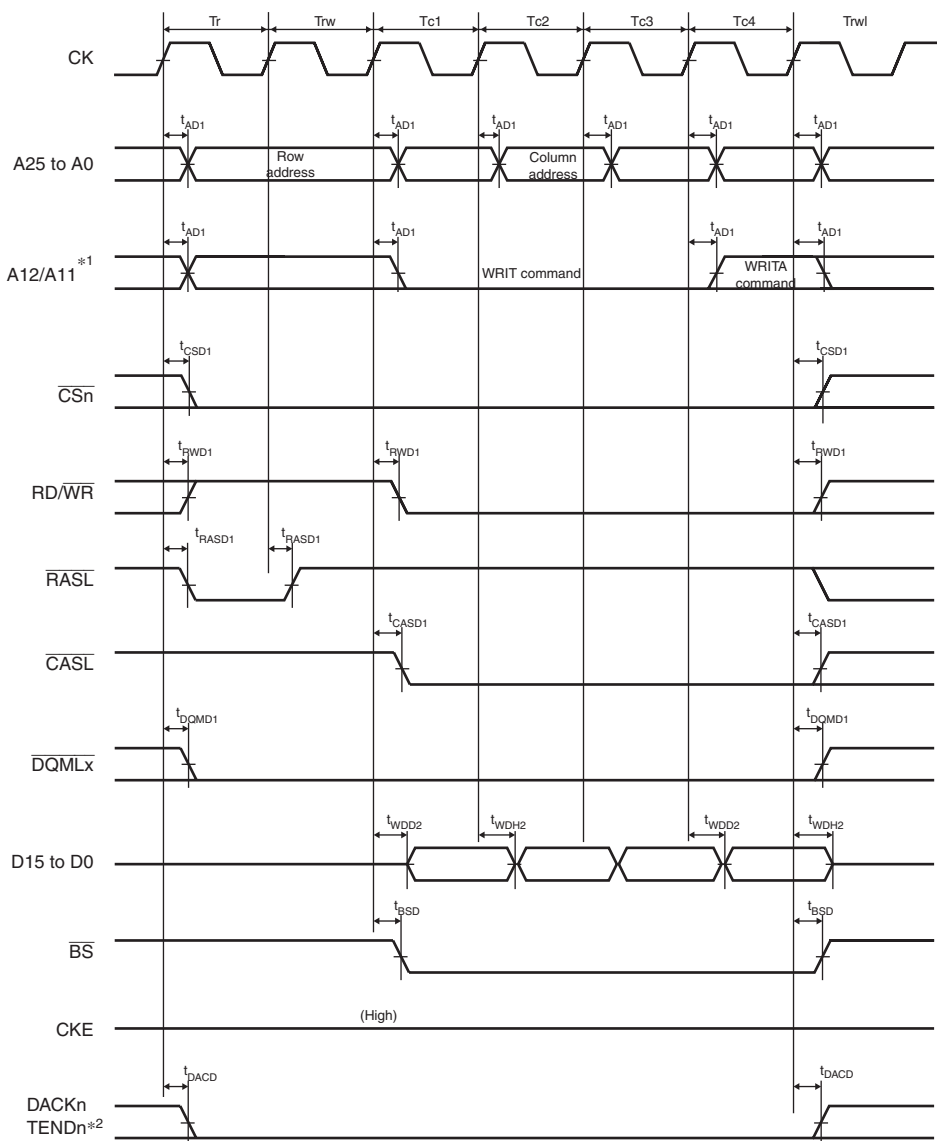 Tr Trw Tc1 Tc2 Tc3 Tc4 Trwl
CK
tAD1 tAD1 tAD1 tAD1 tAD1 tAD1
A25 to A0
Row
address
Column
address
tAD1 tAD1 tAD1 tAD1
A12/A11 *1
WRIT command
WRITA
command
tCSD1 tCSD1
CSn
tRWD1 tRWD1 tRWD1
RD/WR
tRASD1 tRASD1
RASL
tCASD1 tCASD1
CASL
tDQMD1 tDQMD1
DQMLx
tWDD2 tWDH2 tWDD2 tWDH2
D15 to D0
tBSD tBSD
BS
(High)
CKE
tDACD tDACD
DACKn
TENDn*2